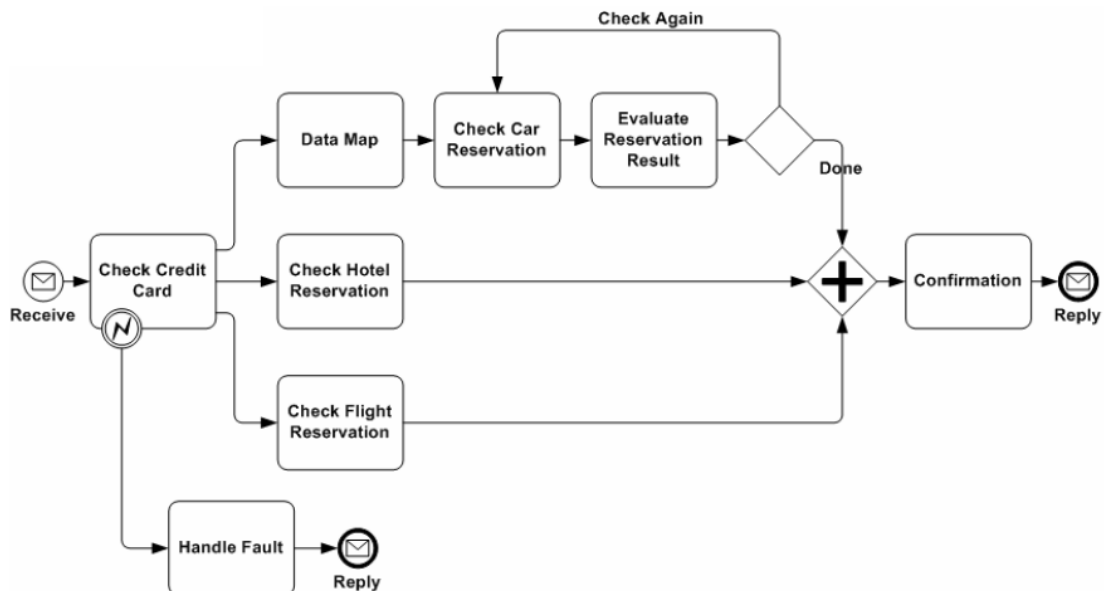 Check Again
Data Map
Check Car
Reservation
Evaluate
Reservation
Result
Done
Check Credit
Card
Receive
Check Hotel
Reservation
Confirmation
Reply
Check Flight
Reservation
Handle Fault
Reply